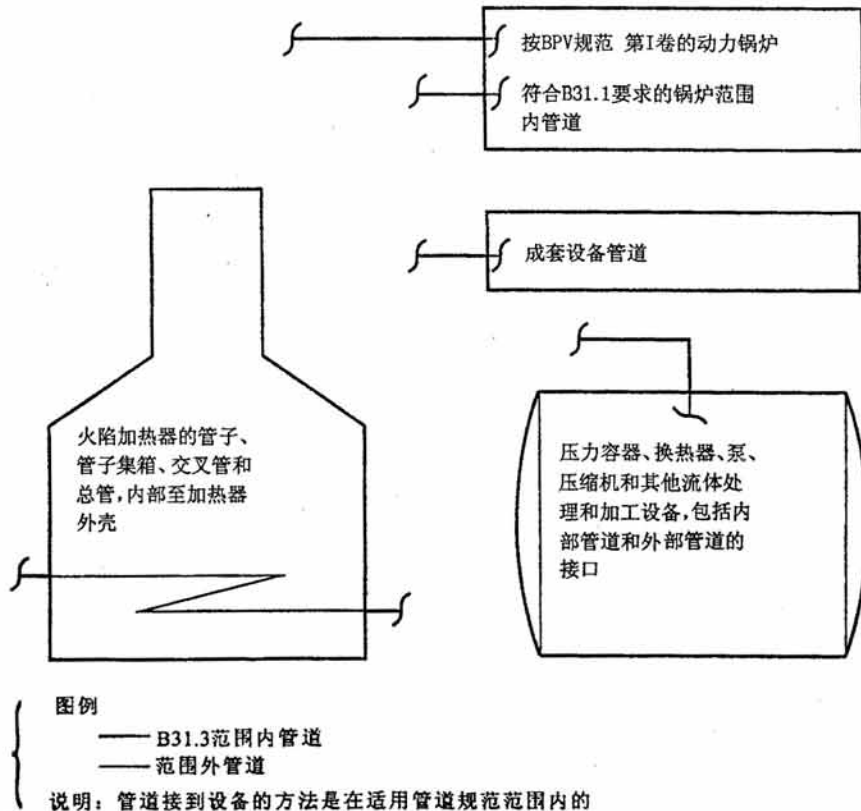 按BPV规范 第I卷的动力锅炉
符合B31.1要求的锅炉范围
内管道
成套设备管道
火陷加热器的管子、
管子集箱、交叉管和
总管,内部至加热器
外壳
压力容器、换热器、泵、
压缩机和其他流体处
理和加工设备,包括内
部管道和外部管道的
接口
图例
B31.3范围内管道
范围外管道
说明：管道接到设备的方法是在适用管道规范范围内的